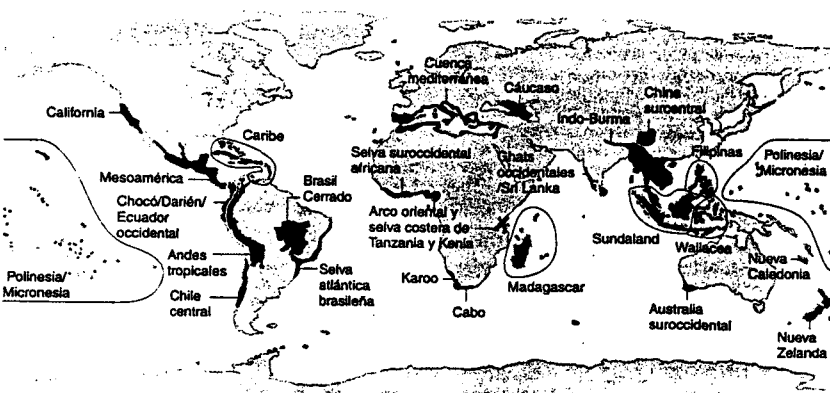 California
Caribe
Mesoamérica
Chocó/Darién/
Ecuador
occidental
Brasil
Cerrado
Andes
tropicales
Chile
central
Selva
atlántica
brasileña
Polinesia/
Micronesia
Cuenca
mediterránea
Cáucaso
Selva suroccidental
africana
Arco oriental y
selva costera de
Tanzania y Kenia
Karoo
Cabo
Madagascar
Ghats
occidentales
/Sri Lanka
Indo-Burma
China
surcentral
Filipinas
Polinesia/
Micronesia
Sundaland
Wallacea
Nueva
Caledonia
Australia
suroccidental
Nueva
Zelanda